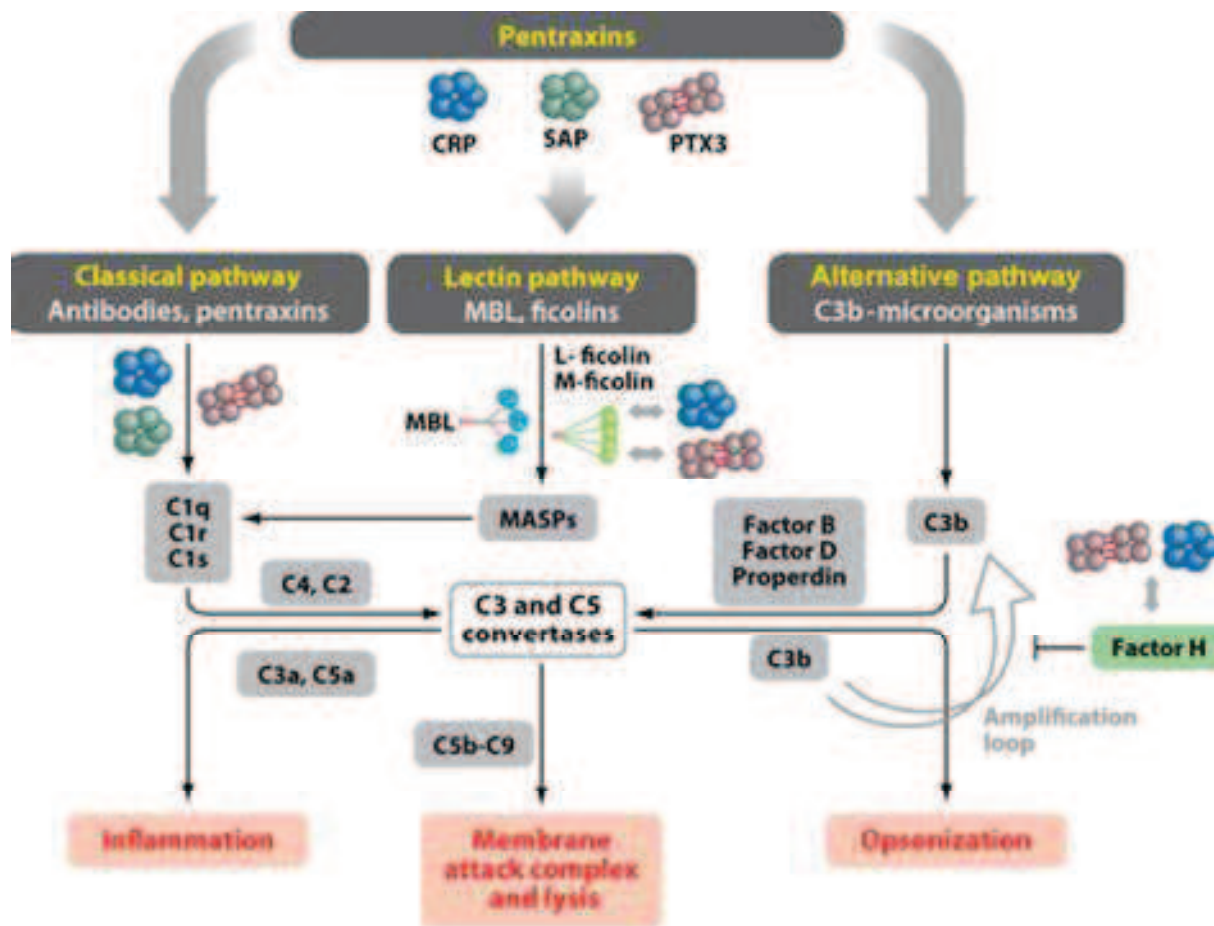 Pentraxins
CRP
SAP
PTX3
Classical pathway
Antibodies, pentraxins
Lectin pathway
MBL, ficolins
Alternative pathway
C3b-microorganisms
L- ficolin
M-ficolin
MBL
C1q
C1r
C1s
MASPs
Factor B
Factor D
Properdin
C3b
C4, C2
C3 and C5
convertases
C3b
Factor H
C3a, C5a
Amplification
loop
C5b-C9
Inflammation
Membrane
attack complex
and lysis
Opsonization